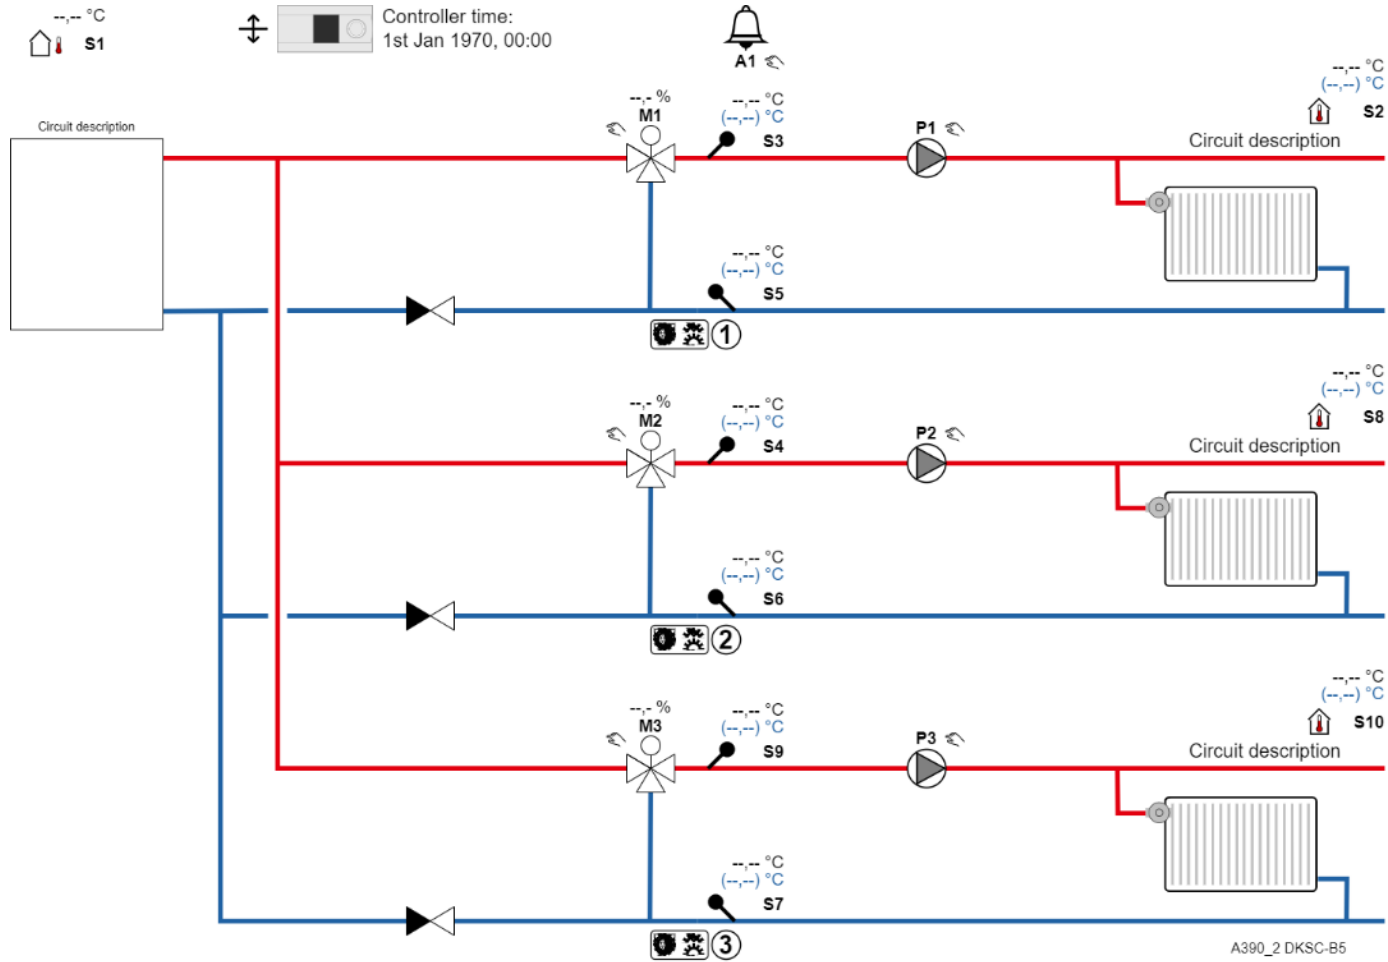 --,-- °C
S1
Controller time:
1st Jan 1970, 00:00
A1
--,-- °C
(--,--) °C
S2
Circuit description
--,- %
M1
--,-- °C
(--,--) °C
S3
P1
Circuit description
--,-- °C
(--,--) °C
S5
1
--,-- °C
(--,--) °C
S8
--,- %
M2
--,-- °C
(--,--) °C
S4
P2
Circuit description
--,-- °C
(--,--) °C
S6
2
--,-- °C
(--,--) °C
S10
--,- %
M3
--,-- °C
(--,--) °C
S9
P3
Circuit description
--,-- °C
(--,--) °C
S7
3
A390_2 DKSC-B5